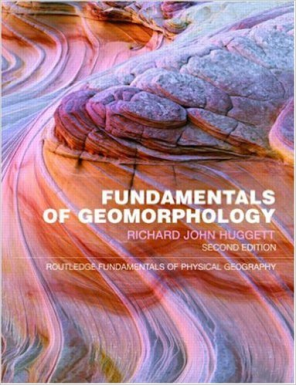 FUNDAMENTALS
OF GEOMORPHOLOGY
RICHARD JOHN HUGGETT
SECOND EDITION
ROUTLEDGE FUNDAMENTALS OF PHYSICAL GEOGRAPHY